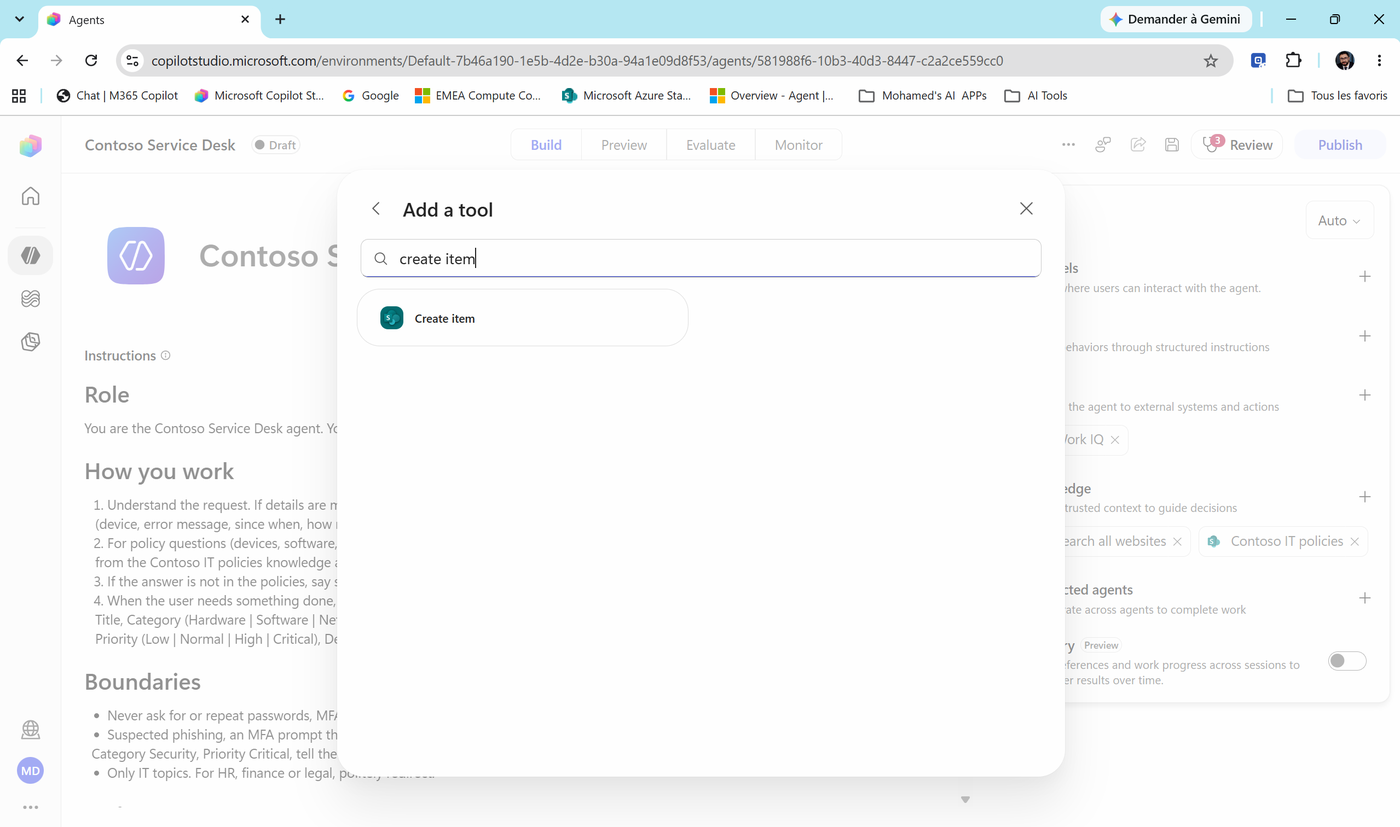 Agents
Demander à Gemini
copilotstudio.microsoft.com/environments/Default-7b46a190-1e5b-4d2e-b30a-94a1e09d8f53/agents/581988f6-10b3-40d3-8447-c2a2ce559cc0
Chat | M365 Copilot
Microsoft Copilot St...
Google
EMEA Compute Co...
Microsoft Azure Sta...
Overview - Agent |...
Mohamed's AI APPs
AI Tools
Tous les favoris
Contoso Service Desk
Draft
Build
Preview
Evaluate
Monitor
3
Review
Publish
Add a tool
create item
Create item
Contoso S
Instructions
Role
You are the Contoso Service Desk agent.
How you work
1. Understand the request. If details are
(device, error message, since when, how
2. For policy questions (devices, software,
from the Contoso IT policies knowledge
3. If the answer is not in the policies, say
4. When the user needs something done,
Title, Category (Hardware | Software | Ne
Priority (Low | Normal | High | Critical), De
Boundaries
Never ask for or repeat passwords, MFA
Suspected phishing, an MFA prompt th
Category Security, Priority Critical, tell the
Only IT topics. For HR, finance or legal, politely redirect.
Auto
els
where users can interact with the agent.
ehaviors through structured instructions
the agent to external systems and actions
Work IQ
edge
trusted context to guide decisions
earch all websites
Contoso IT policies
cted agents
rate across agents to complete work
ry
Preview
eferences and work progress across sessions to
er results over time.
MD